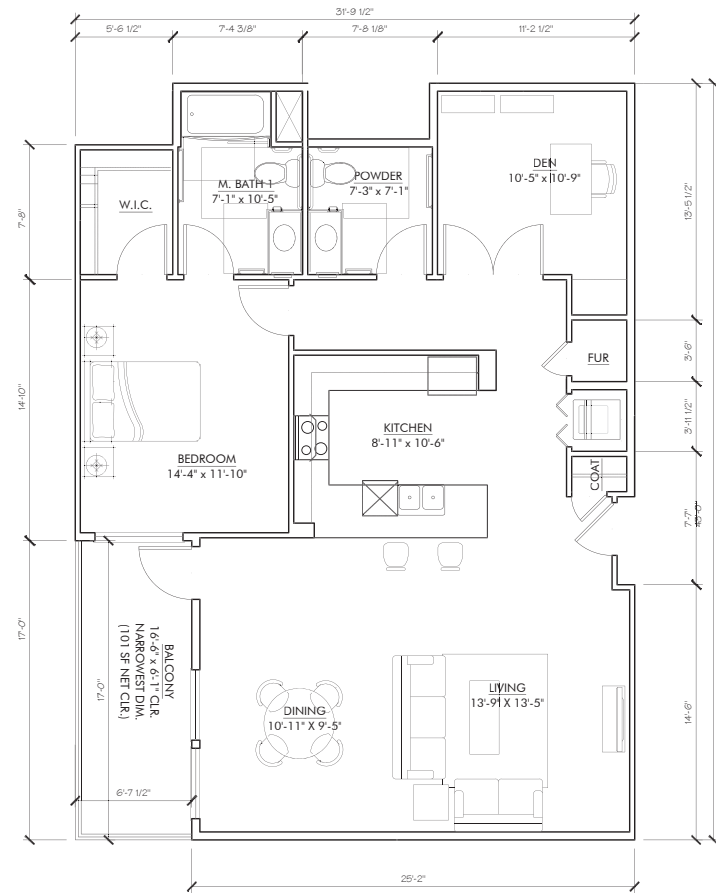 31'-9 1/2"
5'-6 1/2"
7'-4 3/8"
7'-8 1/8"
11'-2 1/2"
M. BATH 1
7'-1" x 10'-5"
POWDER
7'-3" x 7'-1"
DEN
10'-5" x 10'-9"
W.I.C.
7'-8"
13'-5 1/2"
FUR
3'-6"
14'-10"
3'-11 1/2"
KITCHEN
8'-11" x 10'-6"
BEDROOM
14'-4" x 11'-10"
COAT
7'-7"
43'-0"
17'-0"
BALCONY
16'-6" x 6'-1" CLR.
NARROWEST DIM.
(101 SF NET CLR.)
17'-0"
DINING
10'-11" X 9'-5"
LIVING
13'-9" X 13'-5"
14'-6"
6'-7 1/2"
25'-2"